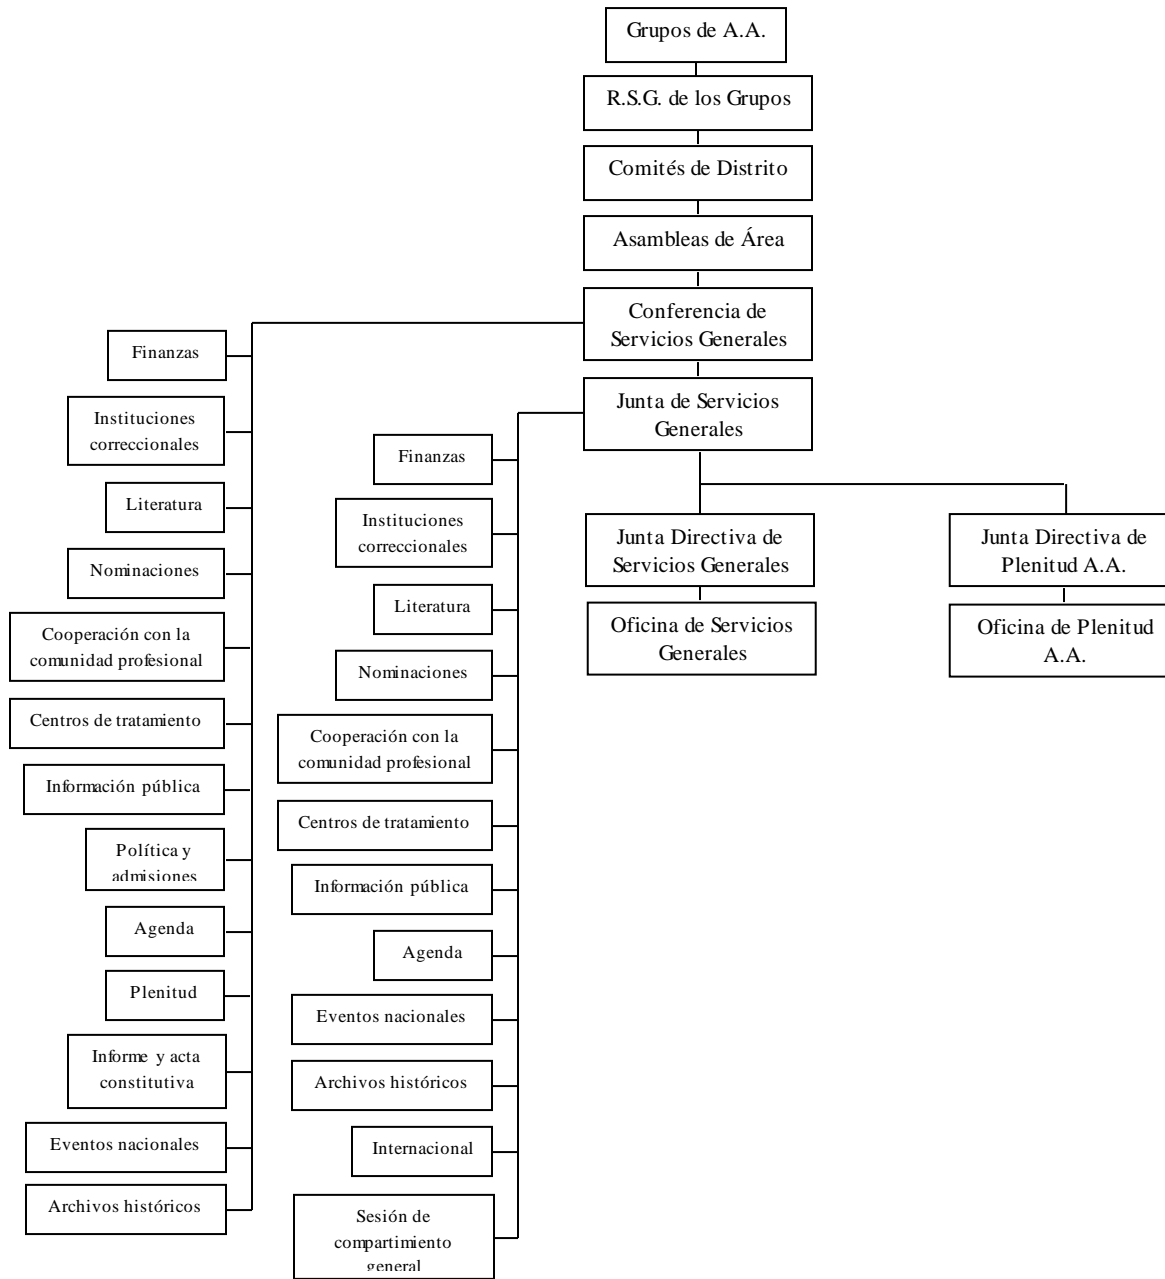 Grupos de A.A.
R.S.G. de los Grupos
Comités de Distrito
Asambleas de Área
Conferencia de
Servicios Generales
Finanzas
Instituciones
correccionales
Literatura
Nominaciones
Cooperación con la
comunidad profesional
Centros de tratamiento
Información pública
Política y
admisiones
Agenda
Plenitud
Informe y acta
constitutiva
Eventos nacionales
Archivos históricos
Junta de Servicios
Generales
Finanzas
Instituciones
correccionales
Literatura
Nominaciones
Cooperación con la
comunidad profesional
Centros de tratamiento
Información pública
Agenda
Eventos nacionales
Archivos históricos
Internacional
Sesión de
compartimiento
general
Junta Directiva de
Servicios Generales
Oficina de Servicios
Generales
Junta Directiva de
Plenitud A.A.
Oficina de Plenitud
A.A.